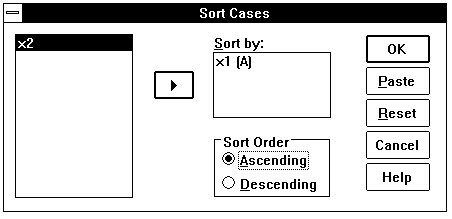 Sort Cases
x2
Sort by:
x1 (A)
Sort Order
Ascending
Descending
OK
Paste
Reset
Cancel
Help